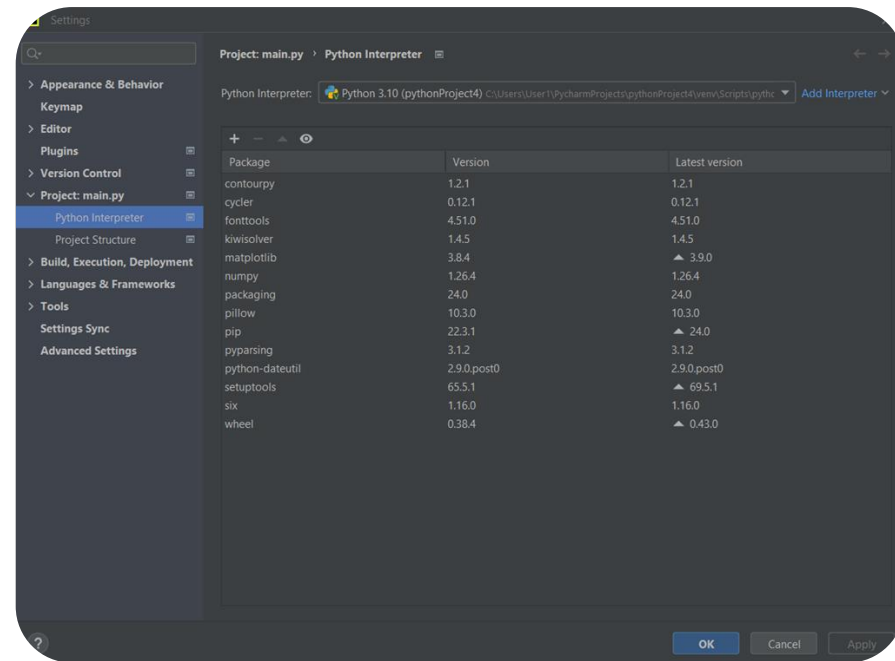 Settings
Project: main.py › Python Interpreter
Appearance & Behavior
Keymap
Editor
Plugins
Version Control
Project: main.py
Python Interpreter
Project Structure
Build, Execution, Deployment
Languages & Frameworks
Tools
Settings Sync
Advanced Settings
Python Interpreter: Python 3.10 (pythonProject4) C:\Users\User1\PycharmProjects\pythonProject4\venv\Scripts\pythc Add Interpreter
Package Version Latest version
contourpy 1.2.1 1.2.1
cycler 0.12.1 0.12.1
fonttools 4.51.0 4.51.0
kiwisolver 1.4.5 1.4.5
matplotlib 3.8.4 ▲ 3.9.0
numpy 1.26.4 1.26.4
packaging 24.0 24.0
pillow 10.3.0 10.3.0
pip 22.3.1 ▲ 24.0
pyparsing 3.1.2 3.1.2
python-dateutil 2.9.0.post0 2.9.0.post0
setuptools 65.5.1 ▲ 69.5.1
six 1.16.0 1.16.0
wheel 0.38.4 ▲ 0.43.0
? OK Cancel Apply